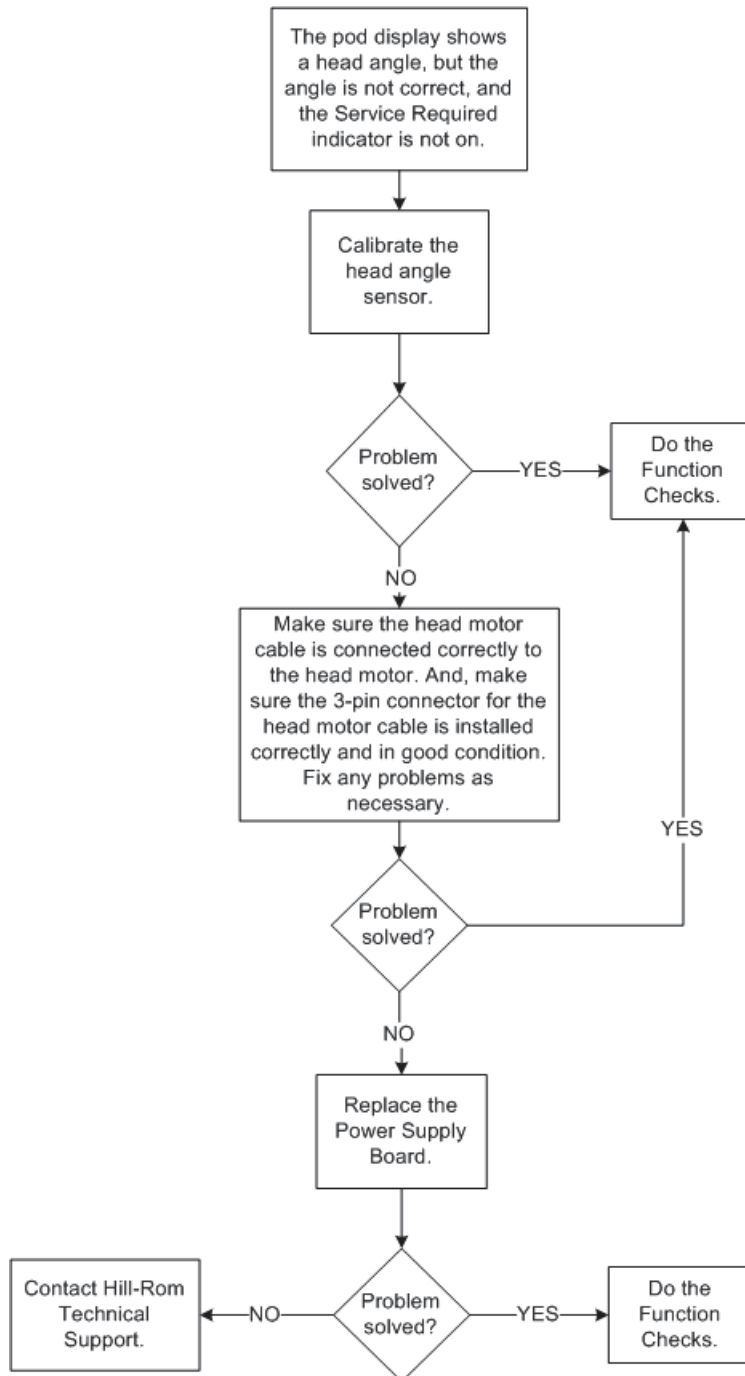 The pod display shows
a head angle, but the
angle is not correct, and
the Service Required
indicator is not on.
Calibrate the
head angle
sensor.
Problem
solved?
YES
Do the
Function
Checks.
NO
Make sure the head motor
cable is connected correctly to
the head motor. And, make
sure the 3-pin connector for the
head motor cable is installed
correctly and in good condition.
Fix any problems as
necessary.
YES
Problem
solved?
NO
Replace the
Power Supply
Board.
Contact Hill-Rom
Technical
Support.
NO
Problem
solved?
YES
Do the
Function
Checks.